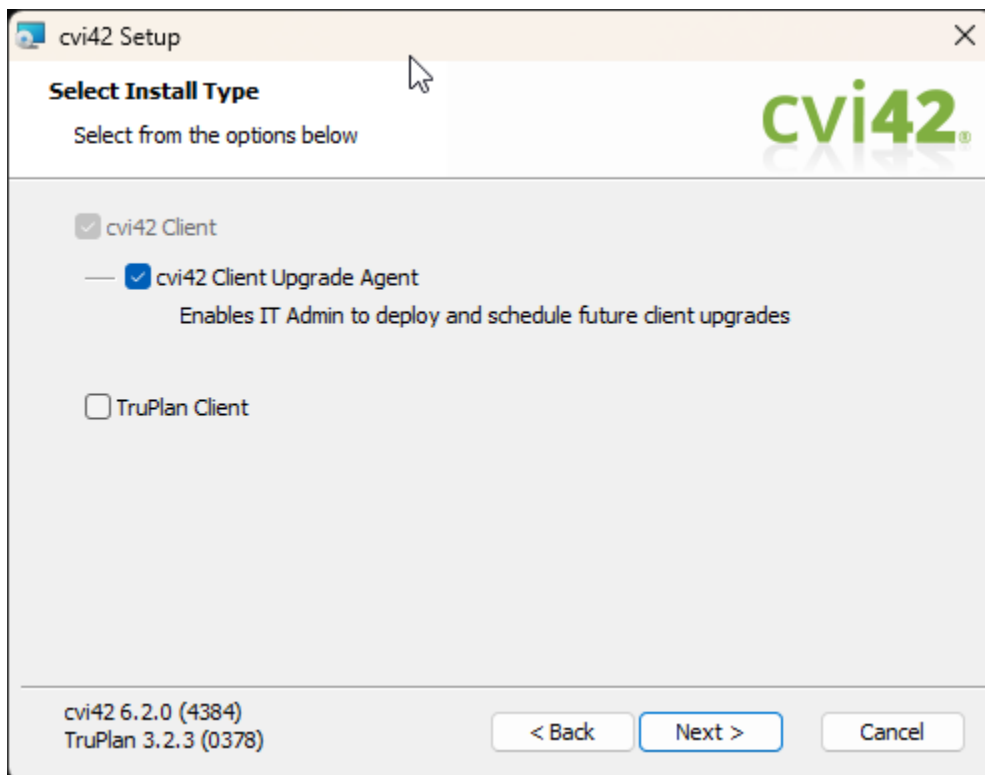 cvi42 Setup
Select Install Type
Select from the options below
cvi42®
cvi42 Client
cvi42 Client Upgrade Agent
Enables IT Admin to deploy and schedule future client upgrades
TruPlan Client
cvi42 6.2.0 (4384)
TruPlan 3.2.3 (0378)
< Back
Next >
Cancel